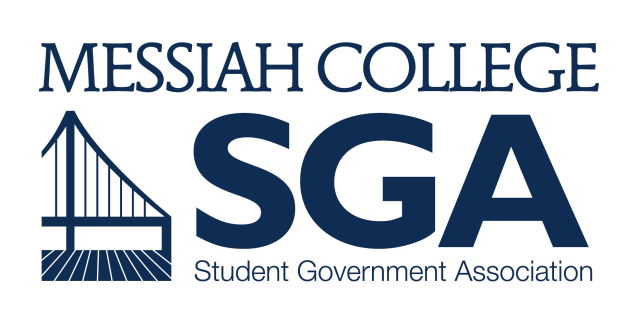 MESSIAH COLLEGE
SGA
Student Government Association